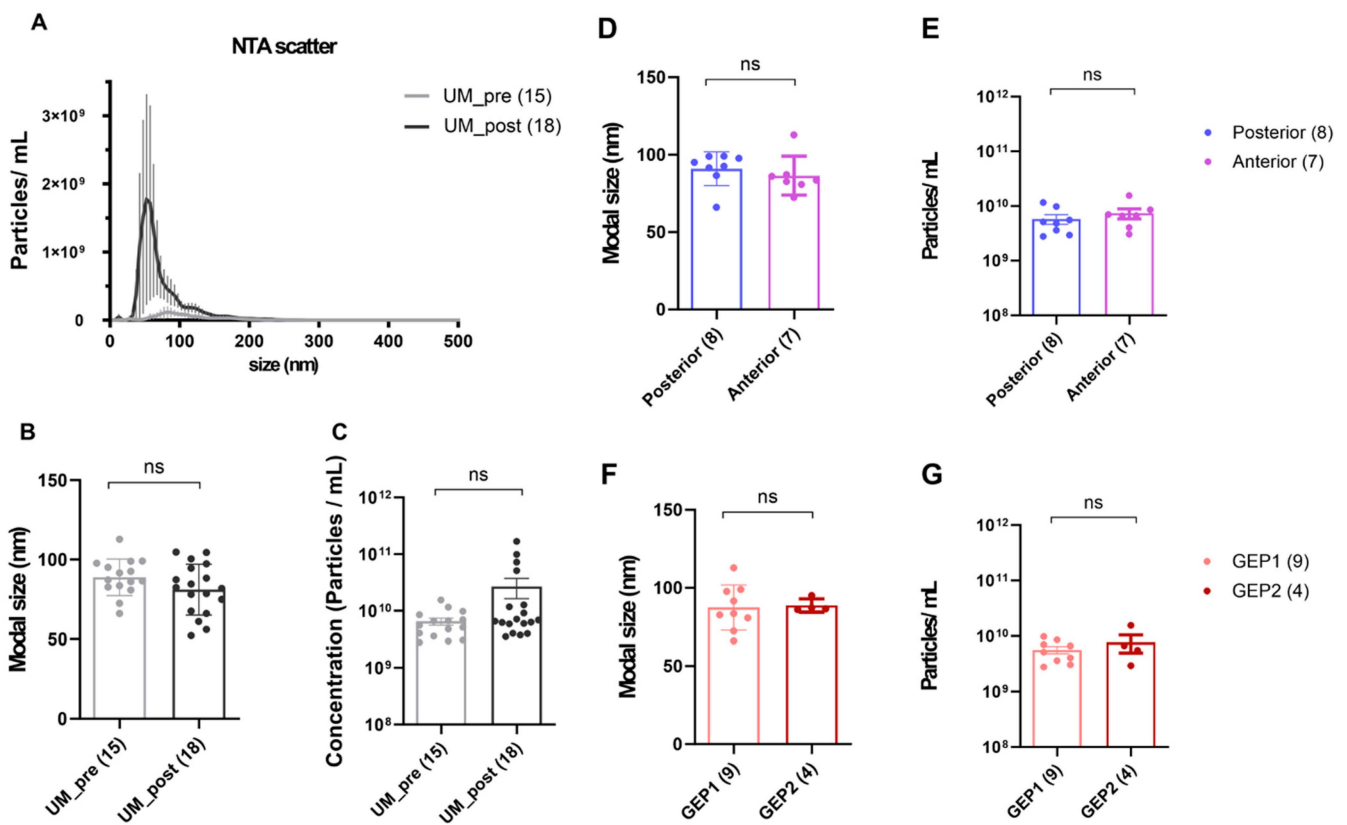 A
NTA scatter
Particles/ mL
3×10⁹
2×10⁹
1×10⁹
0
0
100
200
300
400
500
size (nm)
UM_pre (15)
UM_post (18)
B
ns
Modal size (nm)
150
100
50
0
UM_pre (15)
UM_post (18)
C
ns
Concentration (Particles / mL)
10¹²
10¹¹
10¹⁰
10⁹
10⁸
UM_pre (15)
UM_post (18)
D
ns
Modal size (nm)
150
100
50
0
Posterior (8)
Anterior (7)
E
ns
Particles/ mL
10¹²
10¹¹
10¹⁰
10⁹
10⁸
Posterior (8)
Anterior (7)
Posterior (8)
Anterior (7)
F
ns
Modal size (nm)
150
100
50
0
GEP1 (9)
GEP2 (4)
G
ns
Particles/ mL
10¹²
10¹¹
10¹⁰
10⁹
10⁸
GEP1 (9)
GEP2 (4)
GEP1 (9)
GEP2 (4)